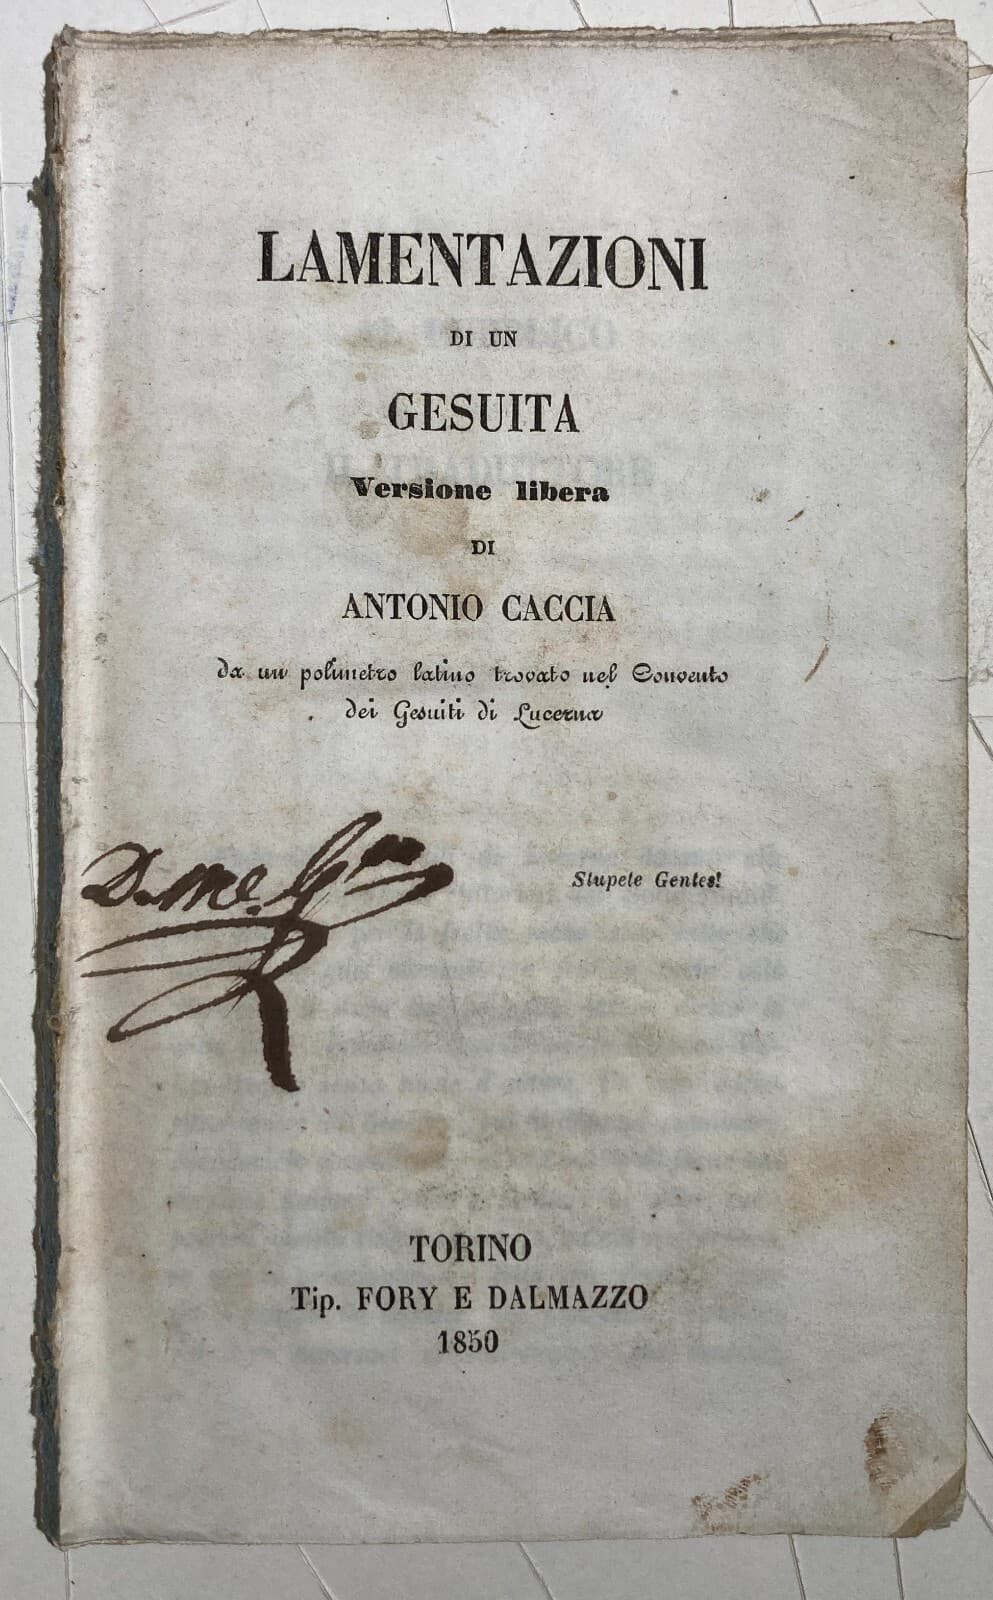 LAMENTAZIONI
DI UN
GESUITA
Versione libera
DI
ANTONIO CACCIA
da un polimetro latino trovato nel Convento
dei Gesuiti di Lucerna
Stupete Gentes!
TORINO
Tip. FORY E DALMAZZO
1850